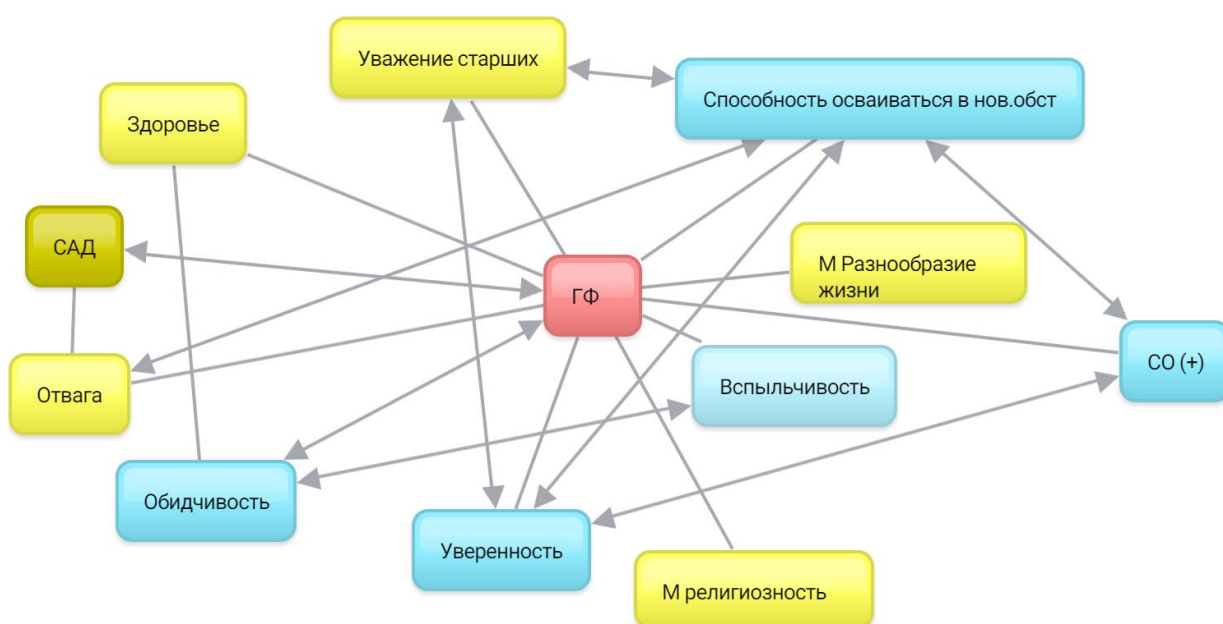 Уважение старших
Способность осваиваться в нов.обст
Здоровье
САД
М Разнообразие
жизни
ГФ
СО (+)
Вспыльчивость
Отвага
Обидчивость
Уверенность
М религиозность